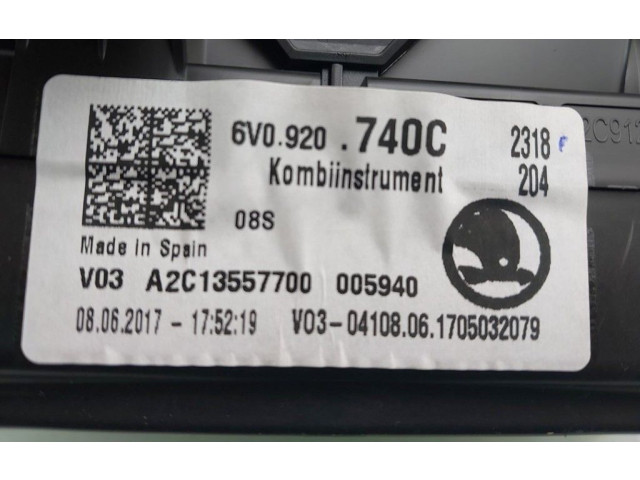 6V0.920 .740C 2318 F
Kombiinstrument 204
08S
Made in Spain
V03 A2C13557700 005940
08.06.2017 - 17:52:19 V03-04108.06.1705032079